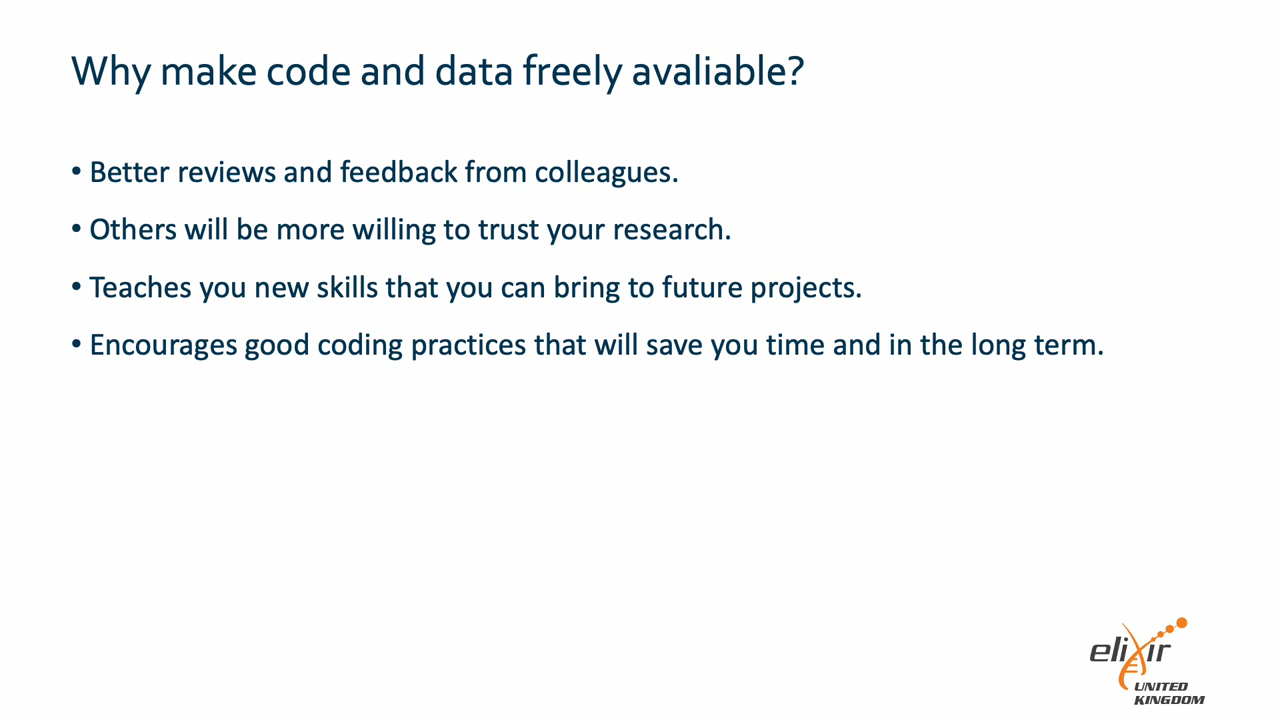 Why make code and data freely avaliable?
• Better reviews and feedback from colleagues.
• Others will be more willing to trust your research.
• Teaches you new skills that you can bring to future projects.
• Encourages good coding practices that will save you time and in the long term.
elixir
UNITED
KINGDOM